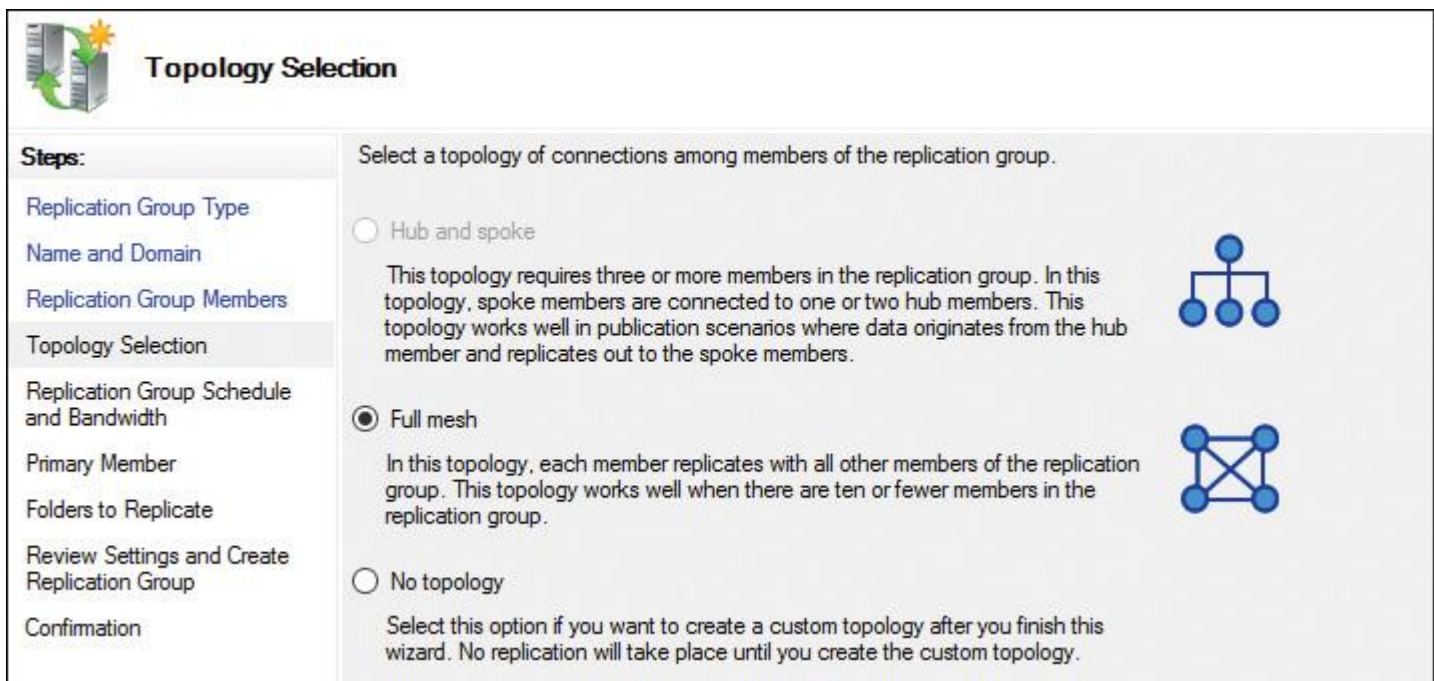 Topology Selection
Steps:
Replication Group Type
Name and Domain
Replication Group Members
Topology Selection
Replication Group Schedule
and Bandwidth
Primary Member
Folders to Replicate
Review Settings and Create
Replication Group
Confirmation
Select a topology of connections among members of the replication group.
Hub and spoke
This topology requires three or more members in the replication group. In this
topology, spoke members are connected to one or two hub members. This
topology works well in publication scenarios where data originates from the hub
member and replicates out to the spoke members.
Full mesh
In this topology, each member replicates with all other members of the replication
group. This topology works well when there are ten or fewer members in the
replication group.
No topology
Select this option if you want to create a custom topology after you finish this
wizard. No replication will take place until you create the custom topology.